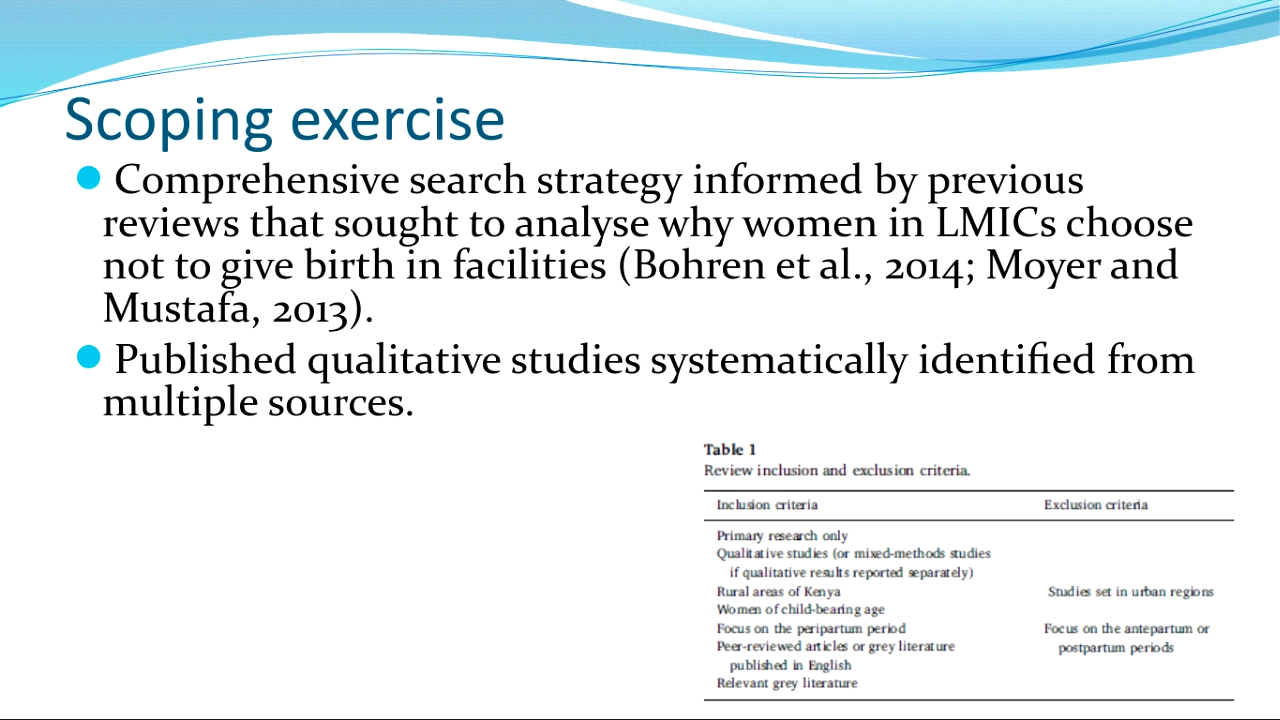 Scoping exercise
Comprehensive search strategy informed by previous
reviews that sought to analyse why women in LMICs choose
not to give birth in facilities (Bohren et al., 2014; Moyer and
Mustafa, 2013).
Published qualitative studies systematically identified from
multiple sources.
Table 1
Review inclusion and exclusion criteria.
Inclusion criteria Exclusion criteria
Primary research only
Qualitative studies (or mixed-methods studies
if qualitative results reported separately)
Rural areas of Kenya Studies set in urban regions
Women of child-bearing age
Focus on the peripartum period Focus on the antepartum or
Peer-reviewed articles or grey literature postpartum periods
published in English
Relevant grey literature